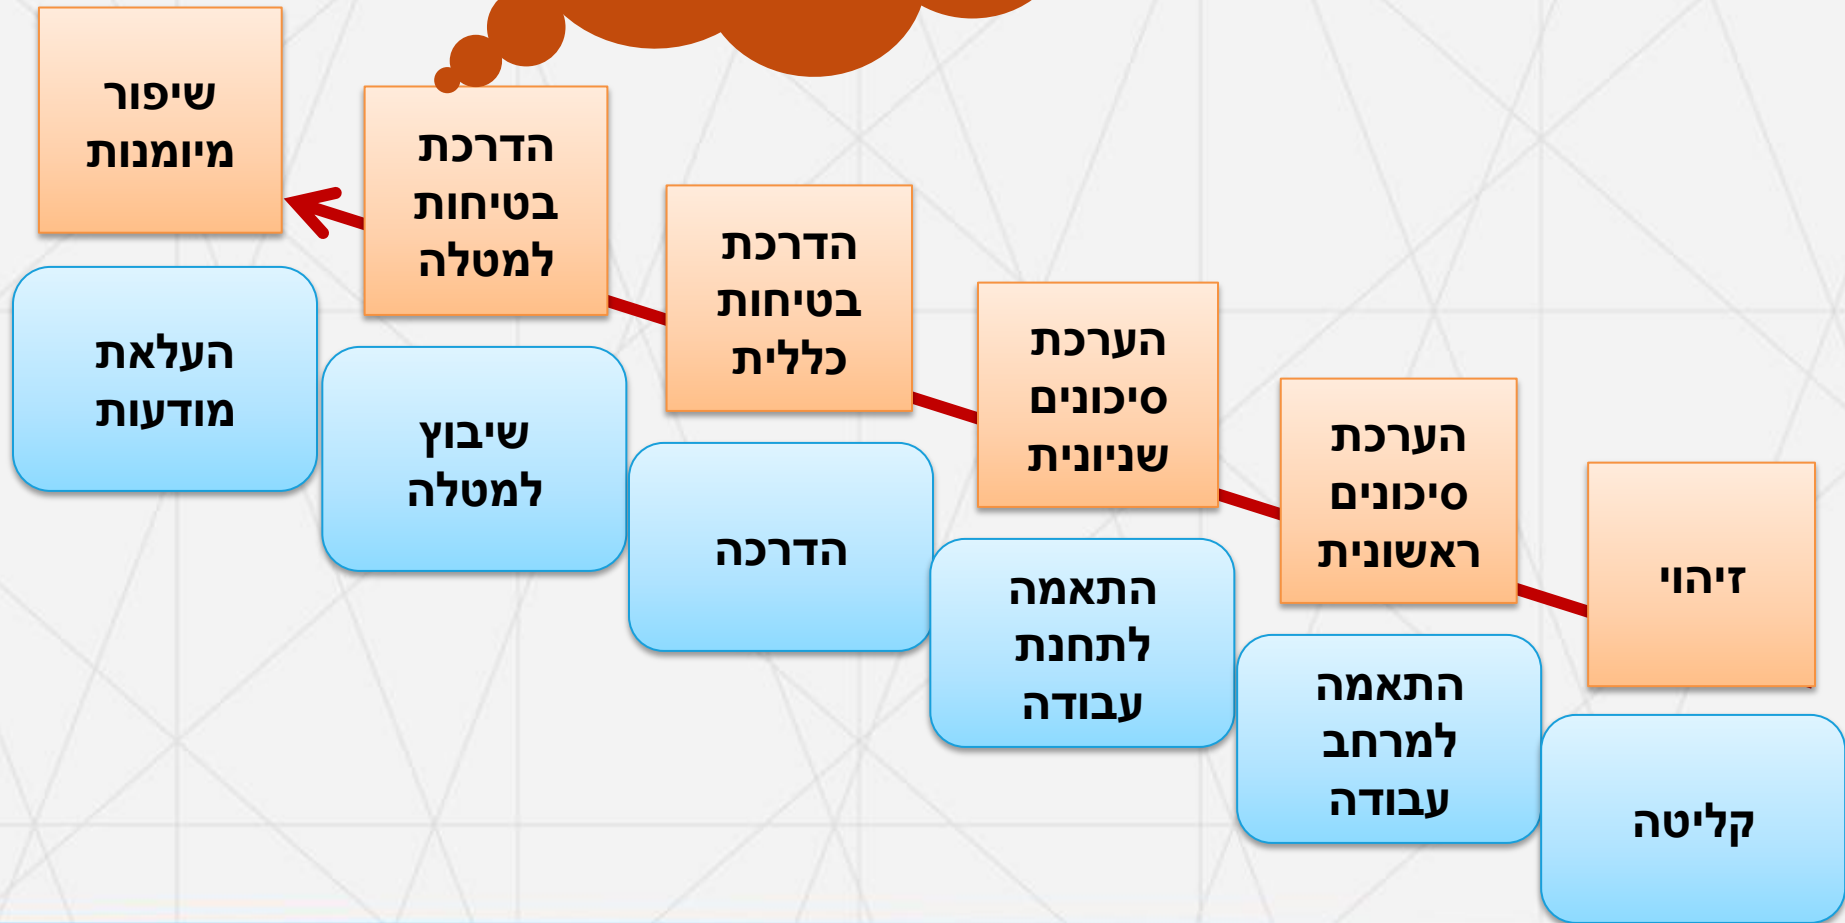 זיהוי
קליטה
הערכת
סיכונים
ראשונית
התאמה
למרחב
עבודה
הערכת
סיכונים
שניונית
התאמה
לתחנת
עבודה
הדרכת
בטיחות
כללית
הדרכה
הדרכת
בטיחות
למטלה
שיבוץ
למטלה
שיפור
מיומנות
העלאת
מודעות